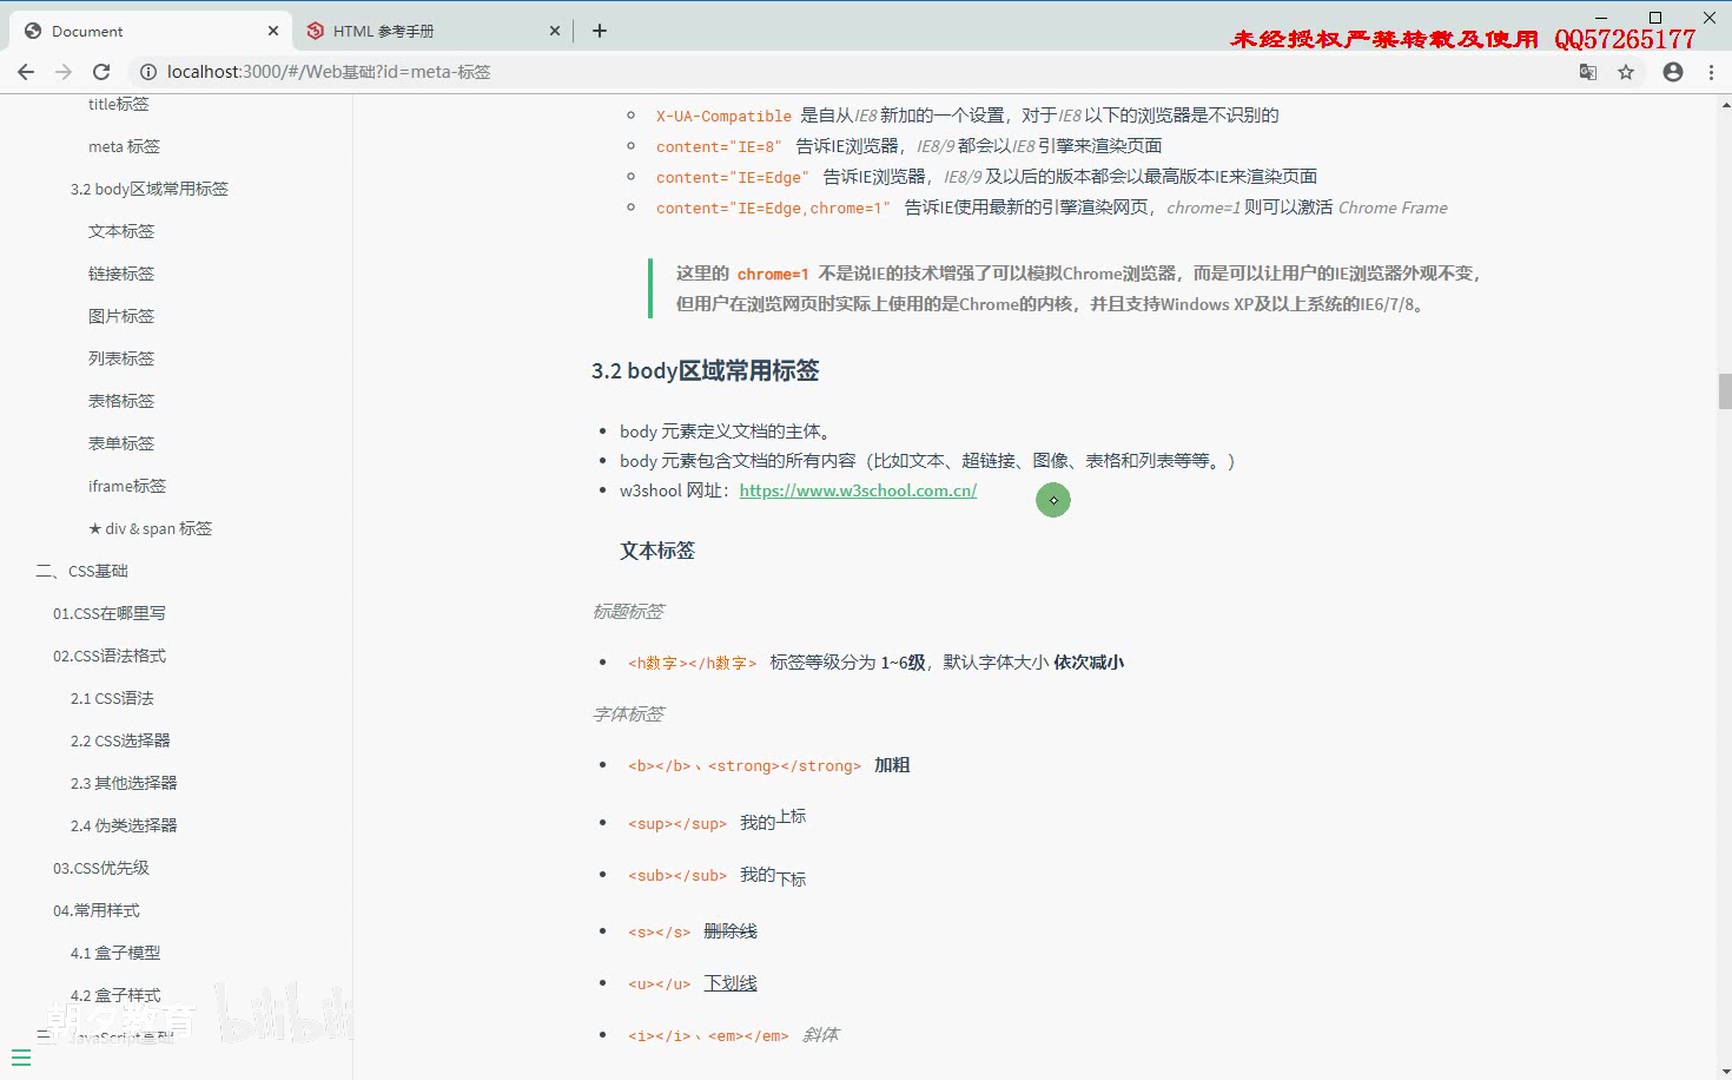 Document
HTML 参考手册
未经授权严禁转载及使用 QQ57265177
localhost:3000/#/Web基础?id=meta-标签
title标签
meta 标签
3.2 body区域常用标签
文本标签
链接标签
图片标签
列表标签
表格标签
表单标签
iframe标签
★ div & span 标签
二、CSS基础
01.CSS在哪里写
02.CSS语法格式
2.1 CSS语法
2.2 CSS选择器
2.3 其他选择器
2.4 伪类选择器
03.CSS优先级
04.常用样式
4.1 盒子模型
4.2 盒子样式
三、JavaScript基础
朝夕教育 bilibili
X-UA-Compatible 是自从IE8 新加的一个设置，对于IE8 以下的浏览器是不识别的
content="IE=8" 告诉IE浏览器，IE8/9 都会以IE8 引擎来渲染页面
content="IE=Edge" 告诉IE浏览器，IE8/9 及以后的版本都会以最高版本IE来渲染页面
content="IE=Edge,chrome=1" 告诉IE使用最新的引擎渲染网页，chrome=1 则可以激活 Chrome Frame
这里的 chrome=1 不是说IE的技术增强了可以模拟Chrome浏览器，而是可以让用户的IE浏览器外观不变，
但用户在浏览网页时实际上使用的是Chrome的内核，并且支持Windows XP及以上系统的IE6/7/8。
3.2 body区域常用标签
body 元素定义文档的主体。
body 元素包含文档的所有内容（比如文本、超链接、图像、表格和列表等等。）
w3shool 网址：https://www.w3school.com.cn/
文本标签
标题标签
<h数字></h数字> 标签等级分为 1~6级，默认字体大小 依次减小
字体标签
<b></b>、<strong></strong> 加粗
<sup></sup> 我的上标
<sub></sub> 我的下标
<s></s> 删除线
<u></u> 下划线
<i></i>、<em></em> 斜体